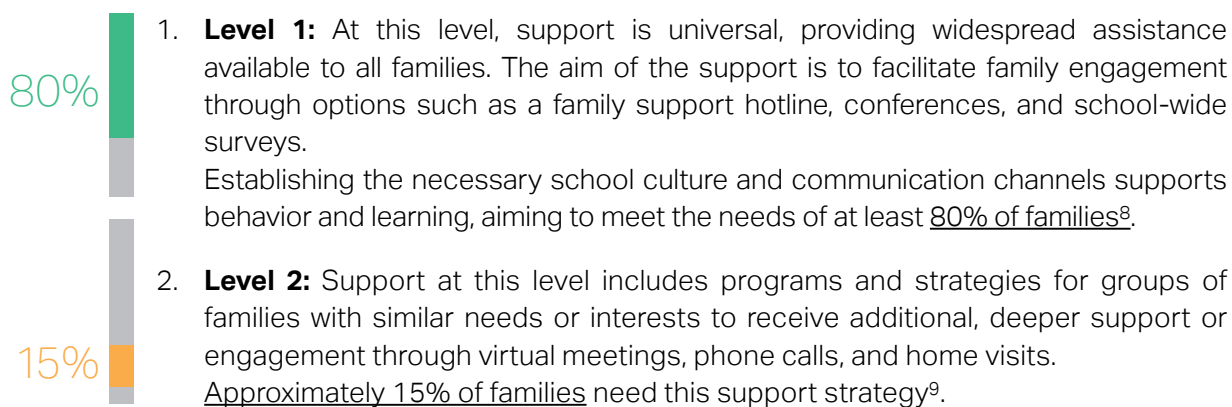 1. Level 1: At this level, support is universal, providing widespread assistance
available to all families. The aim of the support is to facilitate family engagement
80%
through options such as a family support hotline, conferences, and school-wide
surveys.
Establishing the necessary school culture and communication channels supports
behavior and learning, aiming to meet the needs of at least 80% of families⁸.
2. Level 2: Support at this level includes programs and strategies for groups of
families with similar needs or interests to receive additional, deeper support or
15%
engagement through virtual meetings, phone calls, and home visits.
Approximately 15% of families need this support strategy⁹.